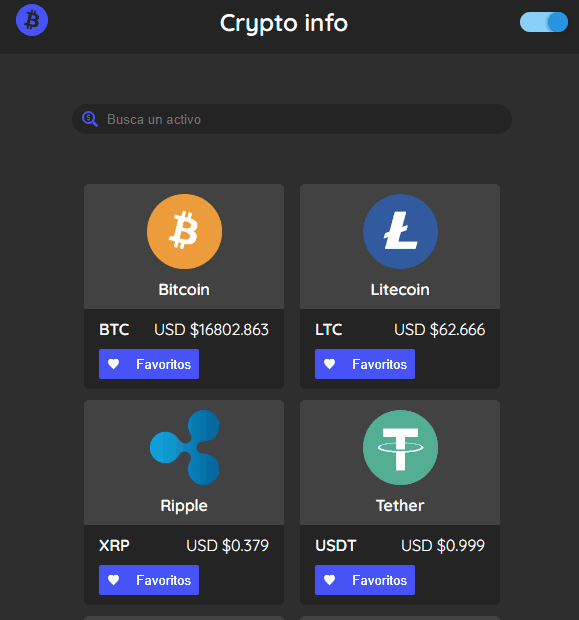 Crypto info
Busca un activo
Bitcoin
BTC USD $16802.863
Favoritos
Litecoin
LTC USD $62.666
Favoritos
Ripple
XRP USD $0.379
Favoritos
Tether
USDT USD $0.999
Favoritos